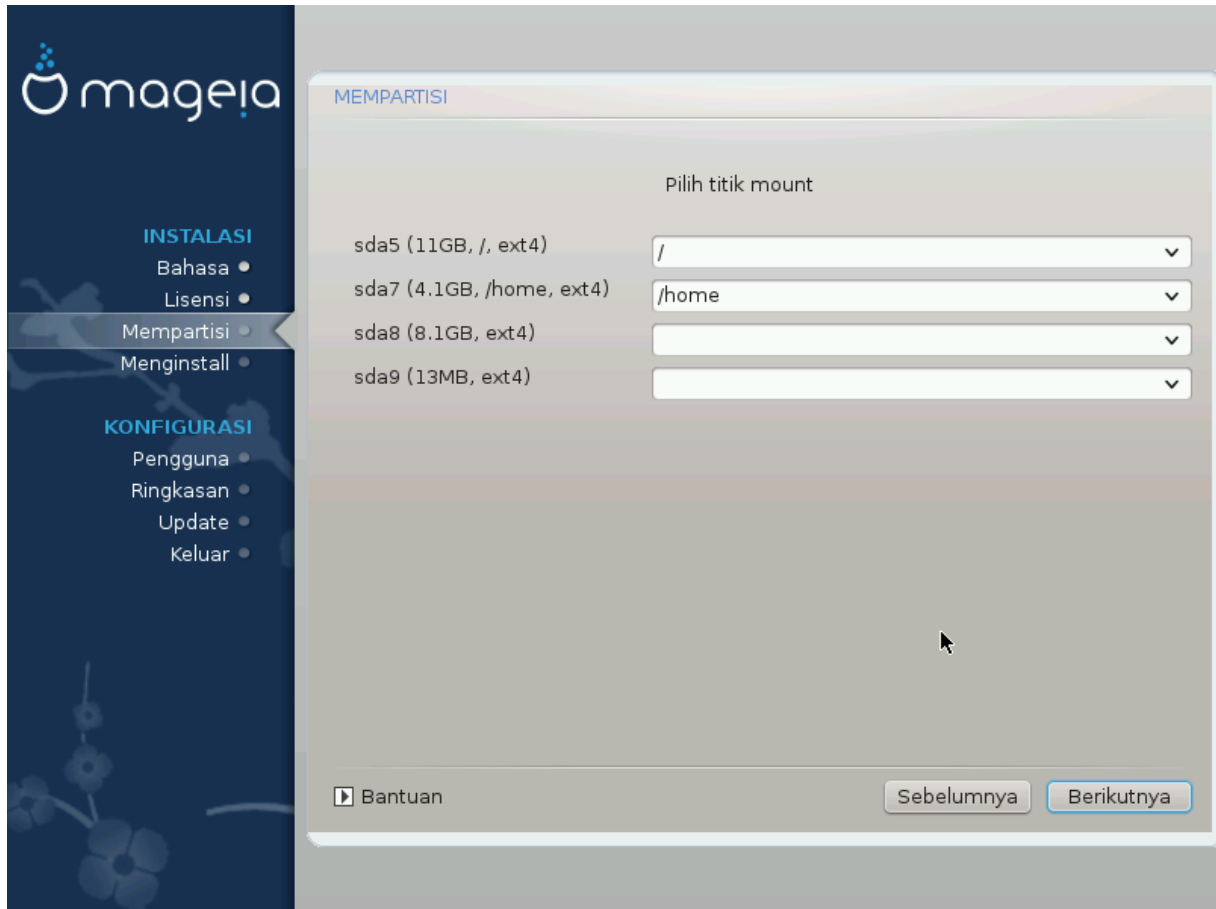 mageia
INSTALASI
Bahasa
Lisensi
Mempartisi
Menginstall
KONFIGURASI
Pengguna
Ringkasan
Update
Keluar
MEMPARTISI
Pilih titik mount
sda5 (11GB, /, ext4) /
sda7 (4.1GB, /home, ext4) /home
sda8 (8.1GB, ext4)
sda9 (13MB, ext4)
Bantuan
Sebelumnya
Berikutnya